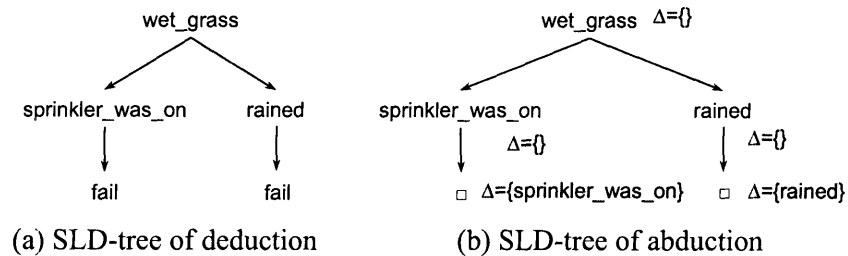 wet_grass
sprinkler_was_on rained
fail fail
(a) SLD-tree of deduction
wet_grass Δ={}
sprinkler_was_on rained
Δ={} Δ={}
□ Δ={sprinkler_was_on} □ Δ={rained}
(b) SLD-tree of abduction